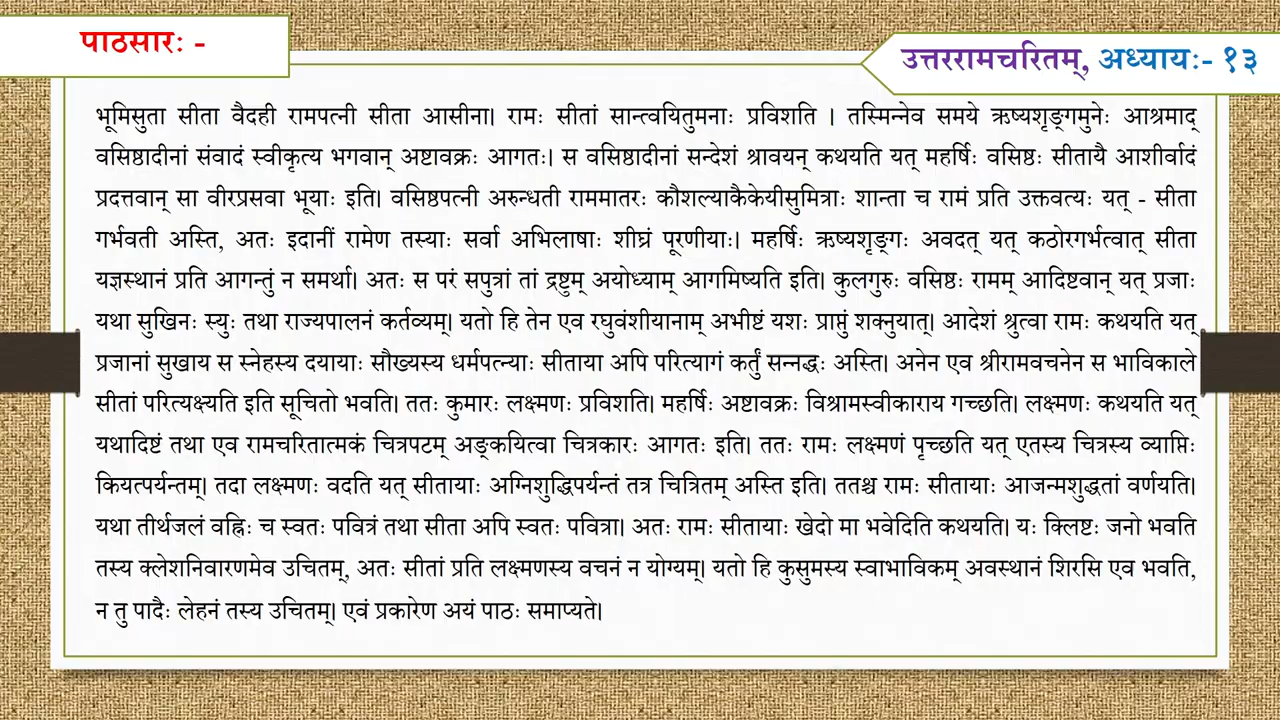 पाठसारः -
उत्तररामचरितम्, अध्यायः- १३
भूमिसुता सीता वैदही रामपत्नी सीता आसीना। रामः सीतां सान्त्वयितुमनाः प्रविशति । तस्मिन्नेव समये ऋष्यशृङ्गमुनेः आश्रमाद्
वसिष्ठादीनां संवादं स्वीकृत्य भगवान् अष्टावक्रः आगतः। स वसिष्ठादीनां सन्देशं श्रावयन् कथयति यत् महर्षिः वसिष्ठः सीतायै आशीर्वादं
प्रदत्तवान् सा वीरप्रसवा भूयाः इति। वसिष्ठपत्नी अरुन्धती राममातरः कौशल्याकैकेयीसुमित्राः शान्ता च रामं प्रति उक्तवत्यः यत् - सीता
गर्भवती अस्ति, अतः इदानीं रामेण तस्याः सर्वा अभिलाषाः शीघ्रं पूरणीयाः। महर्षिः ऋष्यशृङ्गः अवदत् यत् कठोरगर्भत्वात् सीता
यज्ञस्थानं प्रति आगन्तुं न समर्था। अतः स परं सपुत्रां तां द्रष्टुम् अयोध्याम् आगमिष्यति इति। कुलगुरुः वसिष्ठः रामम् आदिष्टवान् यत् प्रजाः
यथा सुखिनः स्युः तथा राज्यपालनं कर्तव्यम्। यतो हि तेन एव रघुवंशीयानाम् अभीष्टं यशः प्राप्तुं शक्नुयात्। आदेशं श्रुत्वा रामः कथयति यत्
प्रजानां सुखाय स स्नेहस्य दयायाः सौख्यस्य धर्मपत्न्याः सीताया अपि परित्यागं कर्तुं सन्नद्धः अस्ति। अनेन एव श्रीरामवचनेन स भाविकाले
सीतां परित्यक्ष्यति इति सूचितो भवति। ततः कुमारः लक्ष्मणः प्रविशति। महर्षिः अष्टावक्रः विश्रामस्वीकाराय गच्छति। लक्ष्मणः कथयति यत्
यथादिष्टं तथा एव रामचरितात्मकं चित्रपटम् अङ्कयित्वा चित्रकारः आगतः इति। ततः रामः लक्ष्मणं पृच्छति यत् एतस्य चित्रस्य व्याप्तिः
कियत्पर्यन्तम्। तदा लक्ष्मणः वदति यत् सीतायाः अग्निशुद्धिपर्यन्तं तत्र चित्रितम् अस्ति इति। ततश्च रामः सीतायाः आजन्मशुद्धतां वर्णयति।
यथा तीर्थजलं वह्निः च स्वतः पवित्रं तथा सीता अपि स्वतः पवित्रा। अतः रामः सीतायाः खेदो मा भवेदिति कथयति। यः क्लिष्टः जनो भवति
तस्य क्लेशनिवारणमेव उचितम्, अतः सीतां प्रति लक्ष्मणस्य वचनं न योग्यम्। यतो हि कुसुमस्य स्वाभाविकम् अवस्थानं शिरसि एव भवति,
न तु पादैः लेहनं तस्य उचितम्। एवं प्रकारेण अयं पाठः समाप्यते।